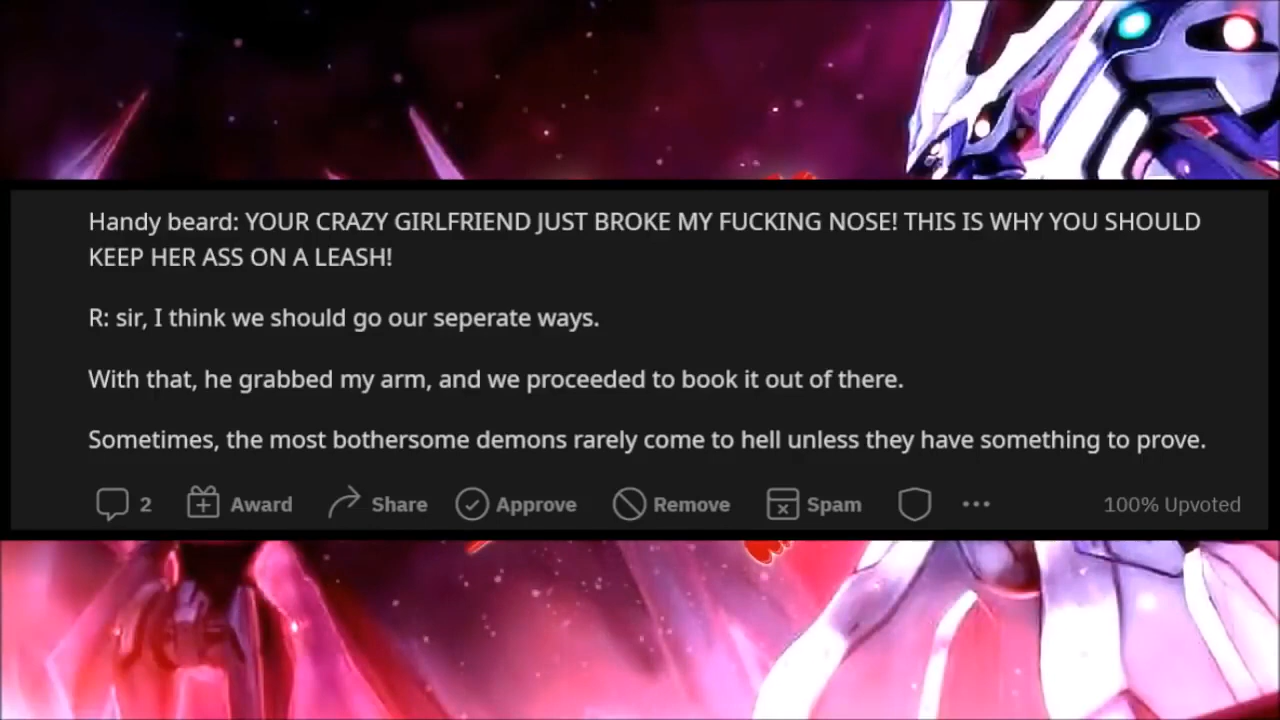 Handy beard: YOUR CRAZY GIRLFRIEND JUST BROKE MY FUCKING NOSE! THIS IS WHY YOU SHOULD
KEEP HER ASS ON A LEASH!
R: sir, I think we should go our seperate ways.
With that, he grabbed my arm, and we proceeded to book it out of there.
Sometimes, the most bothersome demons rarely come to hell unless they have something to prove.
2 Award Share Approve Remove Spam 100% Upvoted